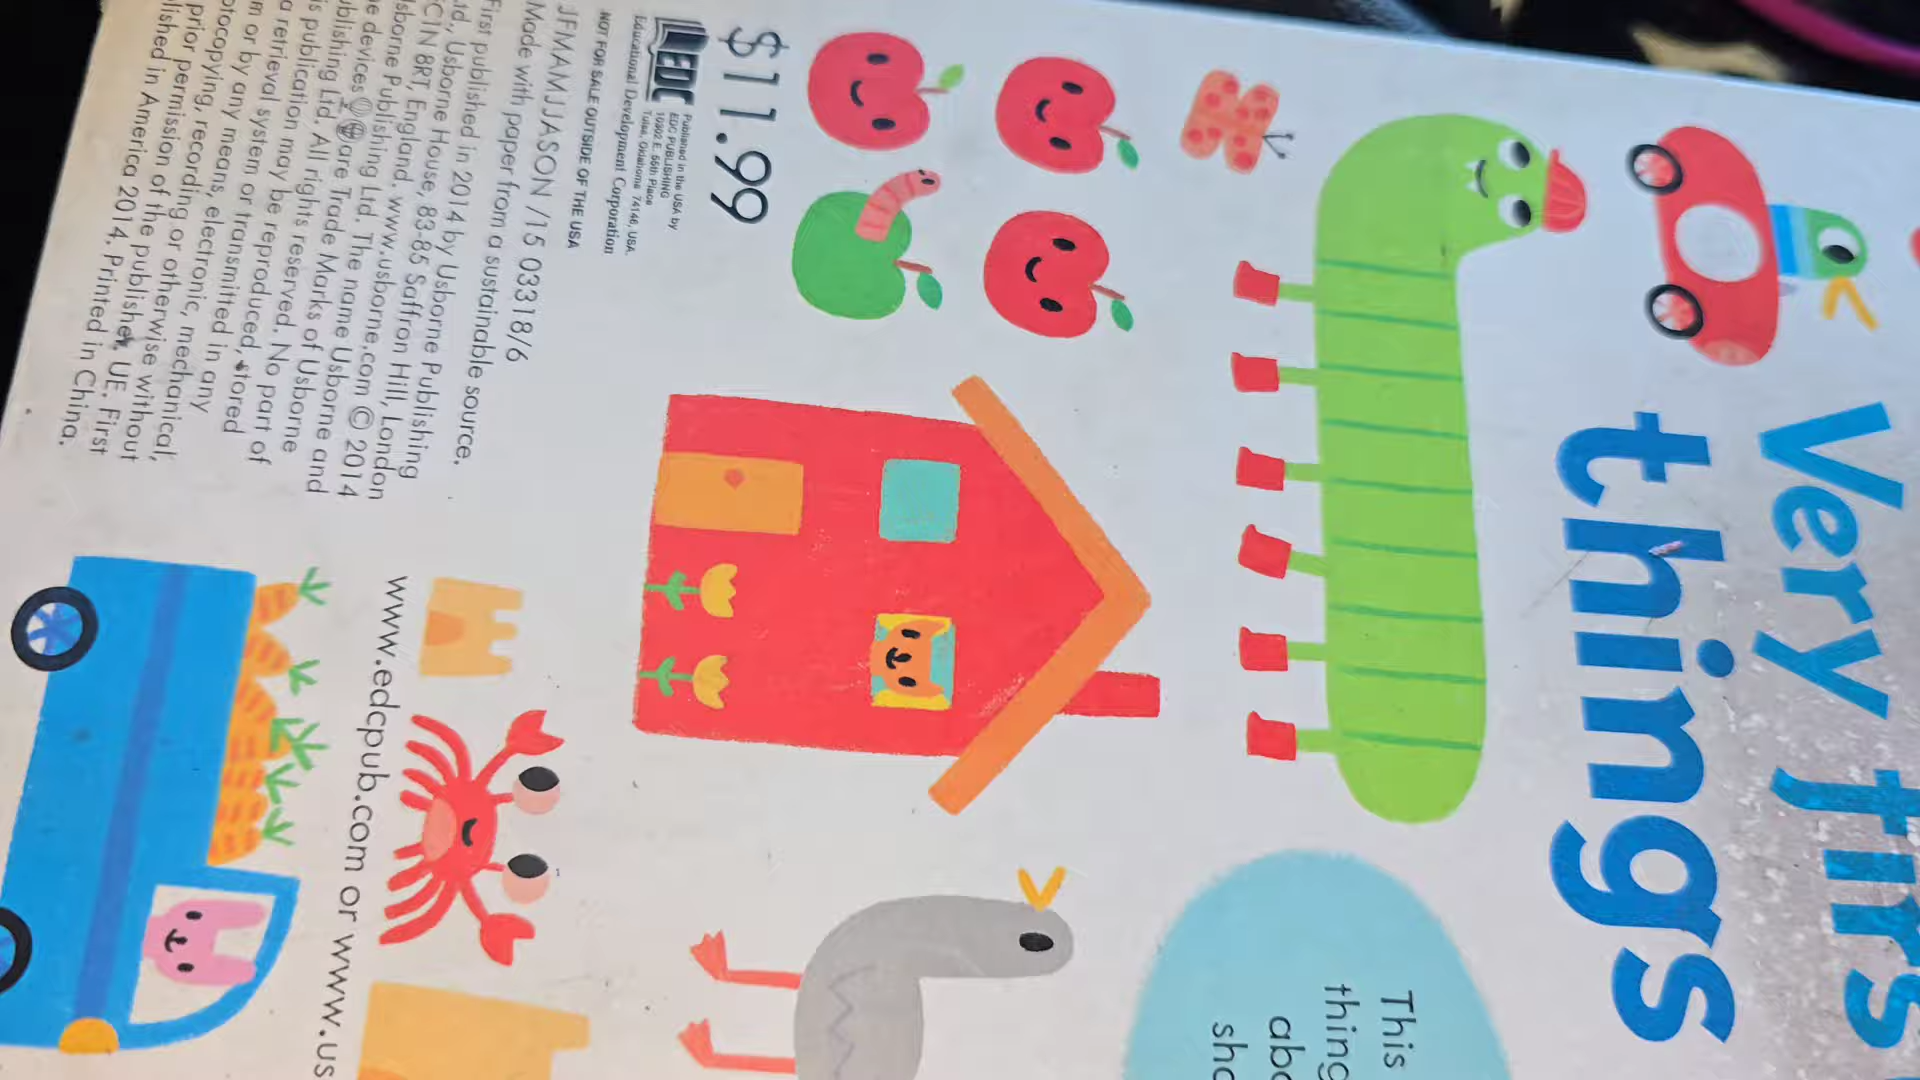 Very firs
things
This
thing
abo
sho
$11.99
EDC
Published in the USA by
EDC PUBLISHING
10302 E. 55th Place
Tulsa, Oklahoma 74146, USA.
Educational Development Corporation
NOT FOR SALE OUTSIDE OF THE USA
JFMAMJJASON /15 03318/6
Made with paper from a sustainable source.
First published in 2014 by Usborne Publishing
Ltd, Usborne House, 83-85 Saffron Hill, London
EC1N 8RT, England. www.usborne.com © 2014
Usborne Publishing Ltd. The name Usborne
e devices are Trade Marks of Usborne and
ublishing Ltd. All rights reserved. No part of
is publication may be reproduced, stored
a retrieval system or transmitted in any
m or by any means, electronic, mechanical,
otocopying, recording or otherwise without
prior permission of the publisher. UE. First
lished in America 2014. Printed in China.
www.edcpub.com or www.us